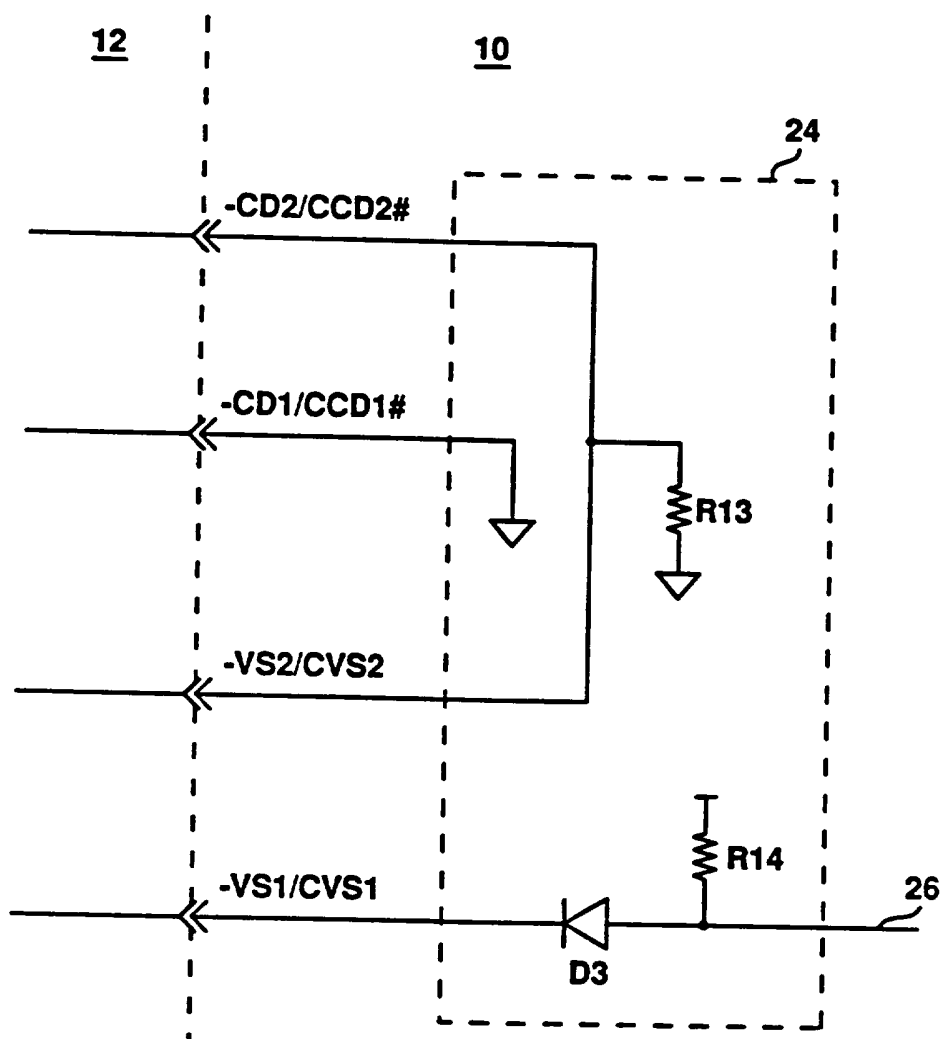 12
10
24
-CD2/CCD2#
-CD1/CCD1#
R13
-VS2/CVS2
R14
-VS1/CVS1
26
D3